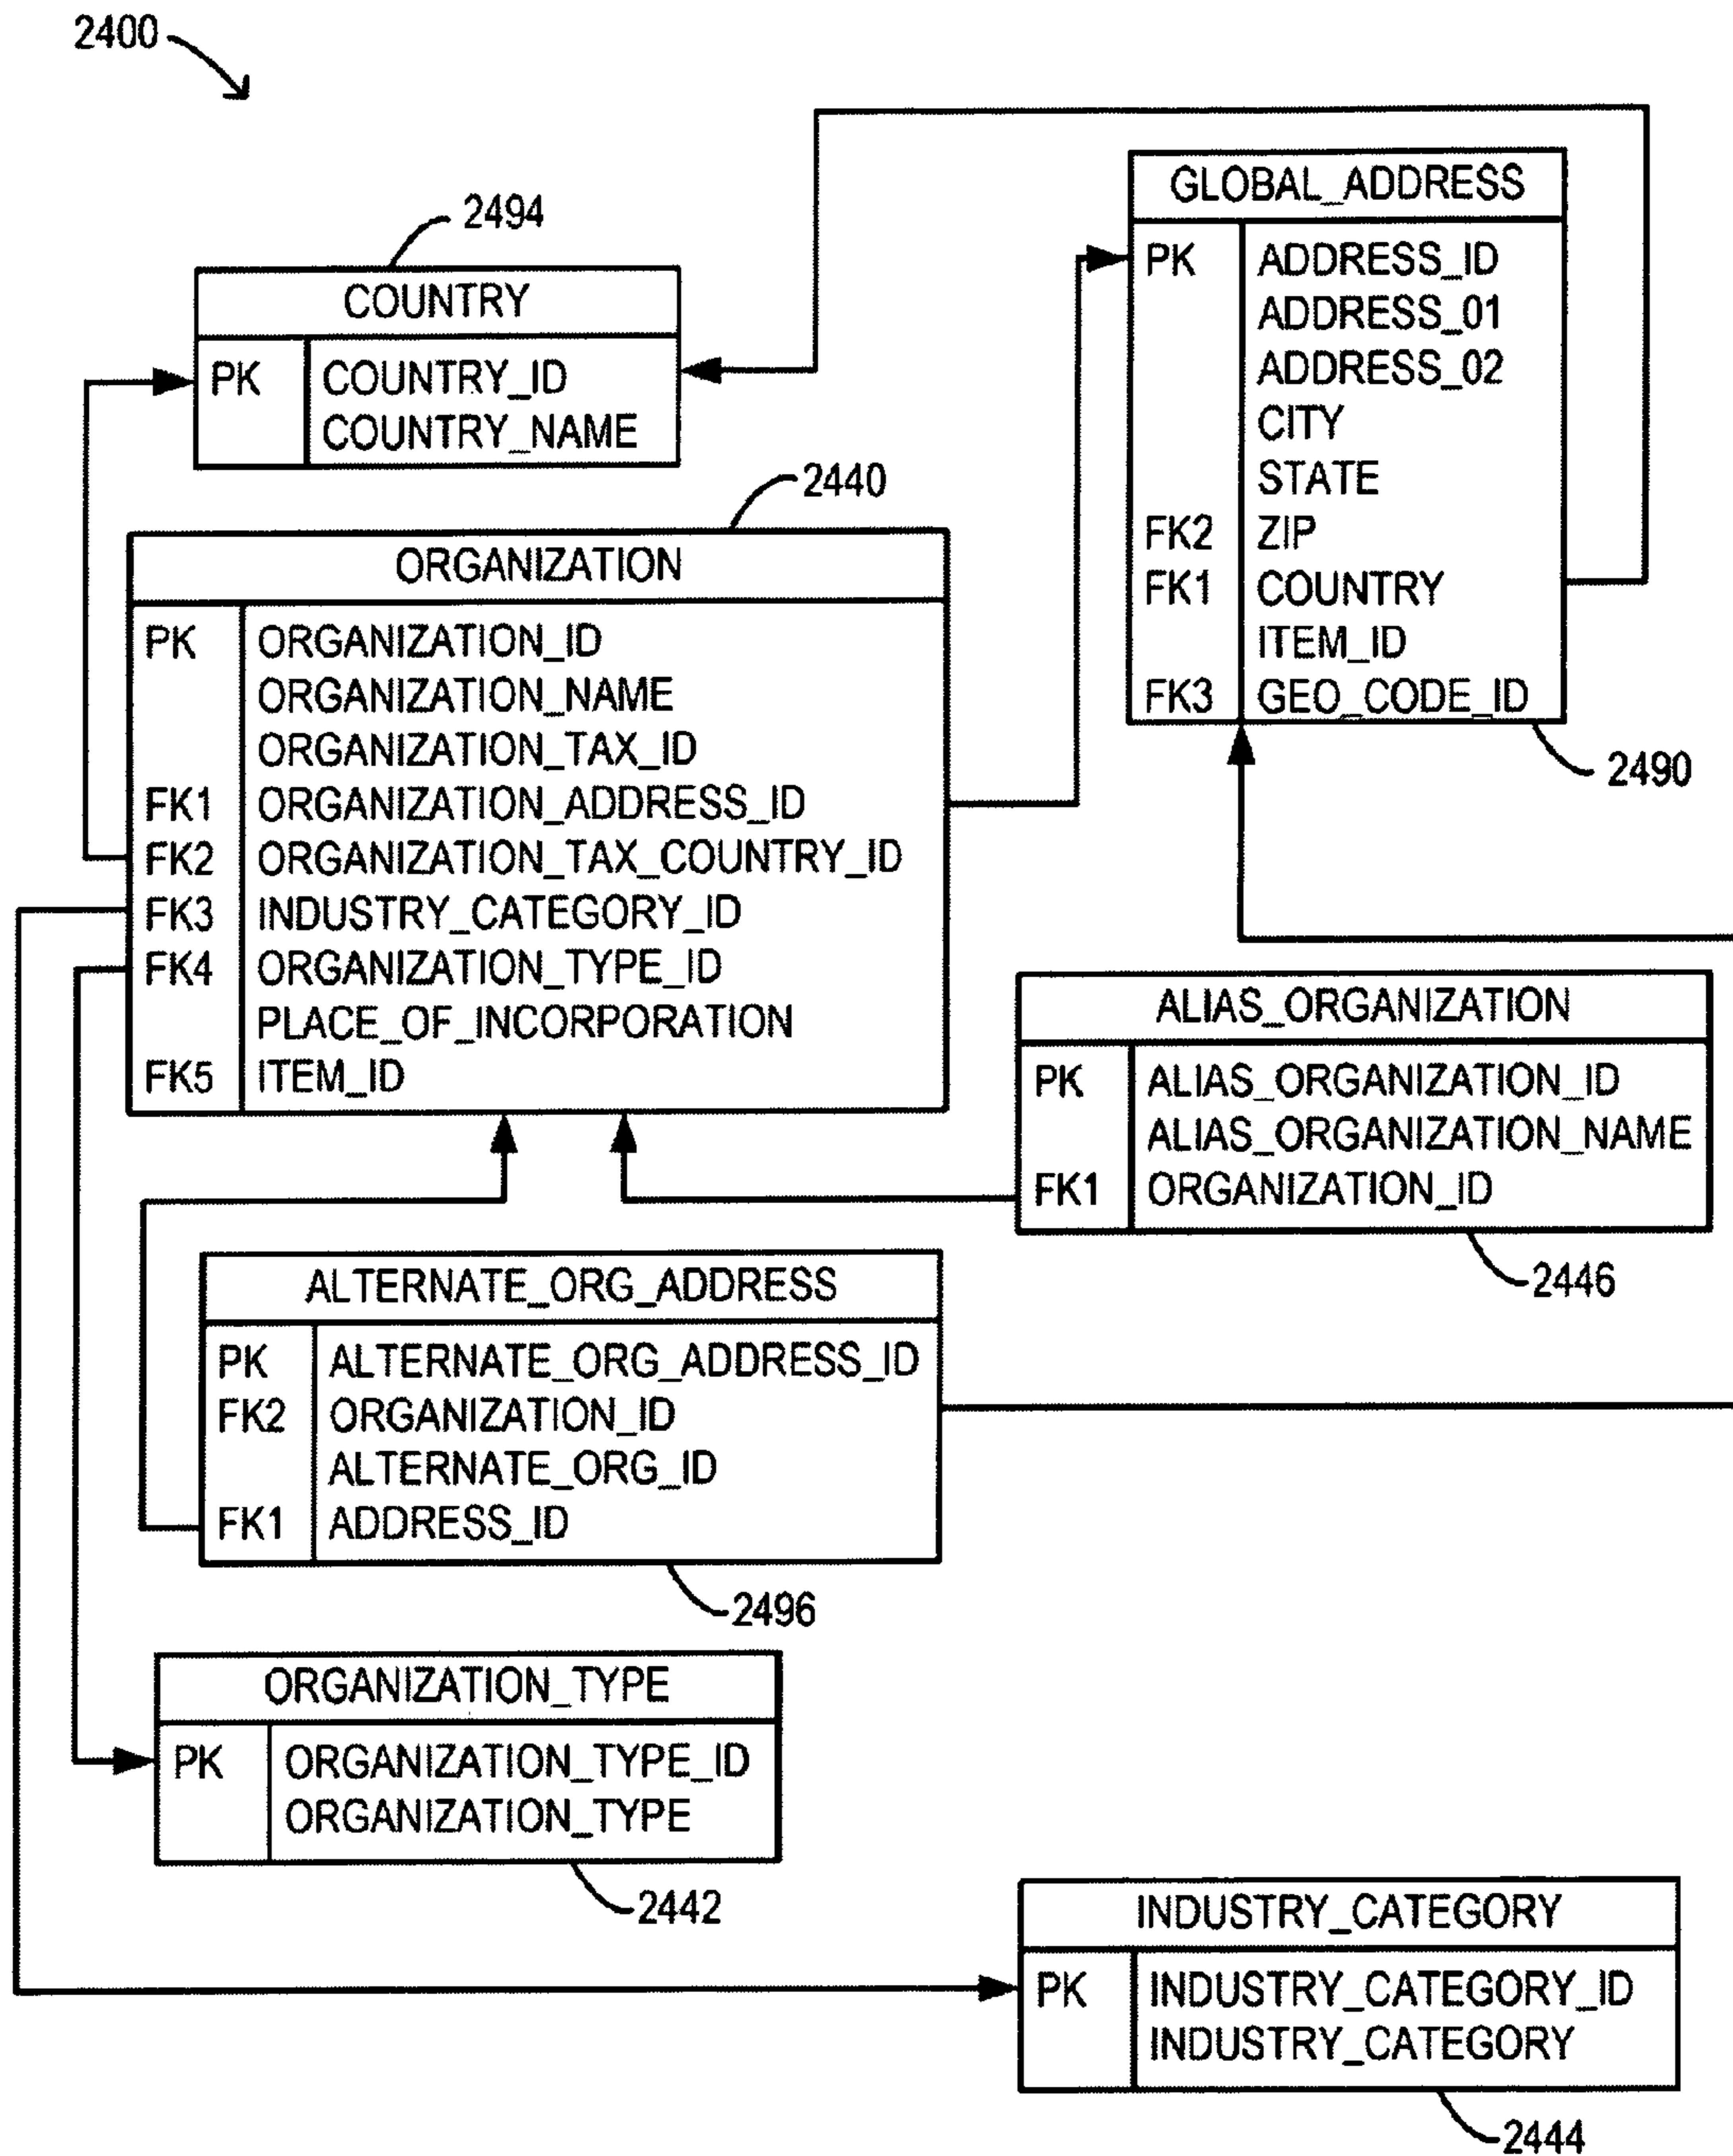 2400
2494
COUNTRY
PK COUNTRY_ID
COUNTRY_NAME
GLOBAL_ADDRESS
PK ADDRESS_ID
ADDRESS_01
ADDRESS_02
CITY
STATE
FK2 ZIP
FK1 COUNTRY
ITEM_ID
FK3 GEO_CODE_ID
2490
2440
ORGANIZATION
PK ORGANIZATION_ID
ORGANIZATION_NAME
ORGANIZATION_TAX_ID
FK1 ORGANIZATION_ADDRESS_ID
FK2 ORGANIZATION_TAX_COUNTRY_ID
FK3 INDUSTRY_CATEGORY_ID
FK4 ORGANIZATION_TYPE_ID
PLACE_OF_INCORPORATION
FK5 ITEM_ID
ALIAS_ORGANIZATION
PK ALIAS_ORGANIZATION_ID
ALIAS_ORGANIZATION_NAME
FK1 ORGANIZATION_ID
2446
ALTERNATE_ORG_ADDRESS
PK ALTERNATE_ORG_ADDRESS_ID
FK2 ORGANIZATION_ID
ALTERNATE_ORG_ID
FK1 ADDRESS_ID
2496
ORGANIZATION_TYPE
PK ORGANIZATION_TYPE_ID
ORGANIZATION_TYPE
2442
INDUSTRY_CATEGORY
PK INDUSTRY_CATEGORY_ID
INDUSTRY_CATEGORY
2444